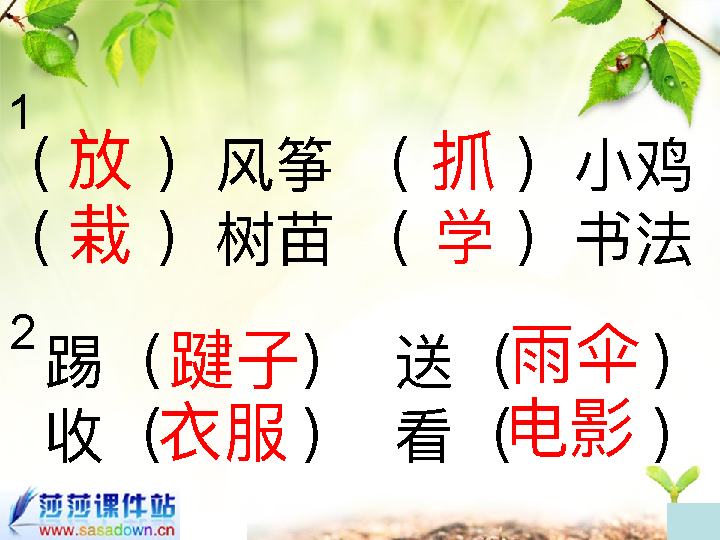 1
（放）风筝 （抓）小鸡
（栽）树苗 （学）书法
2
踢（毽子） 送（雨伞）
收（衣服） 看（电影）
莎莎课件站
www.sasadown.cn